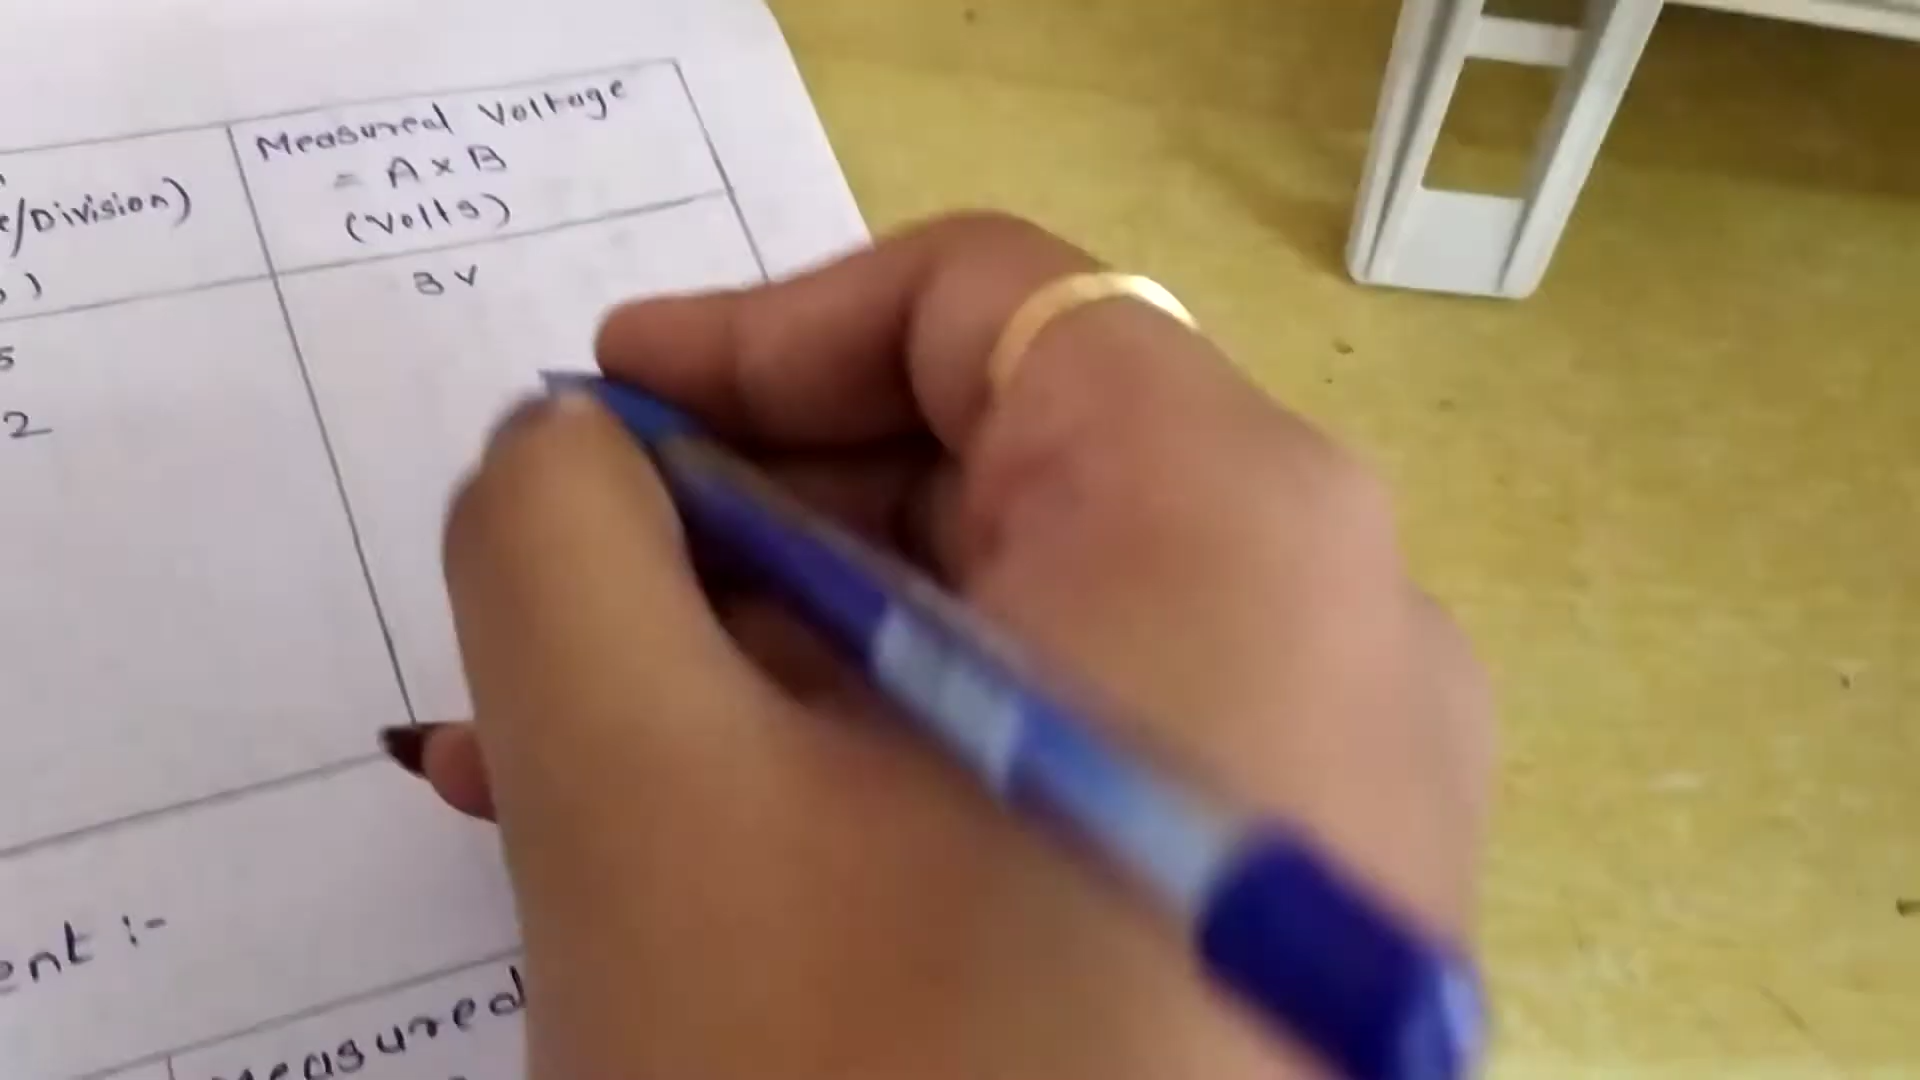 Measured Voltage
= A x B
(Volts)
/Division)
)
3 V
5
2
ent :-
Measured